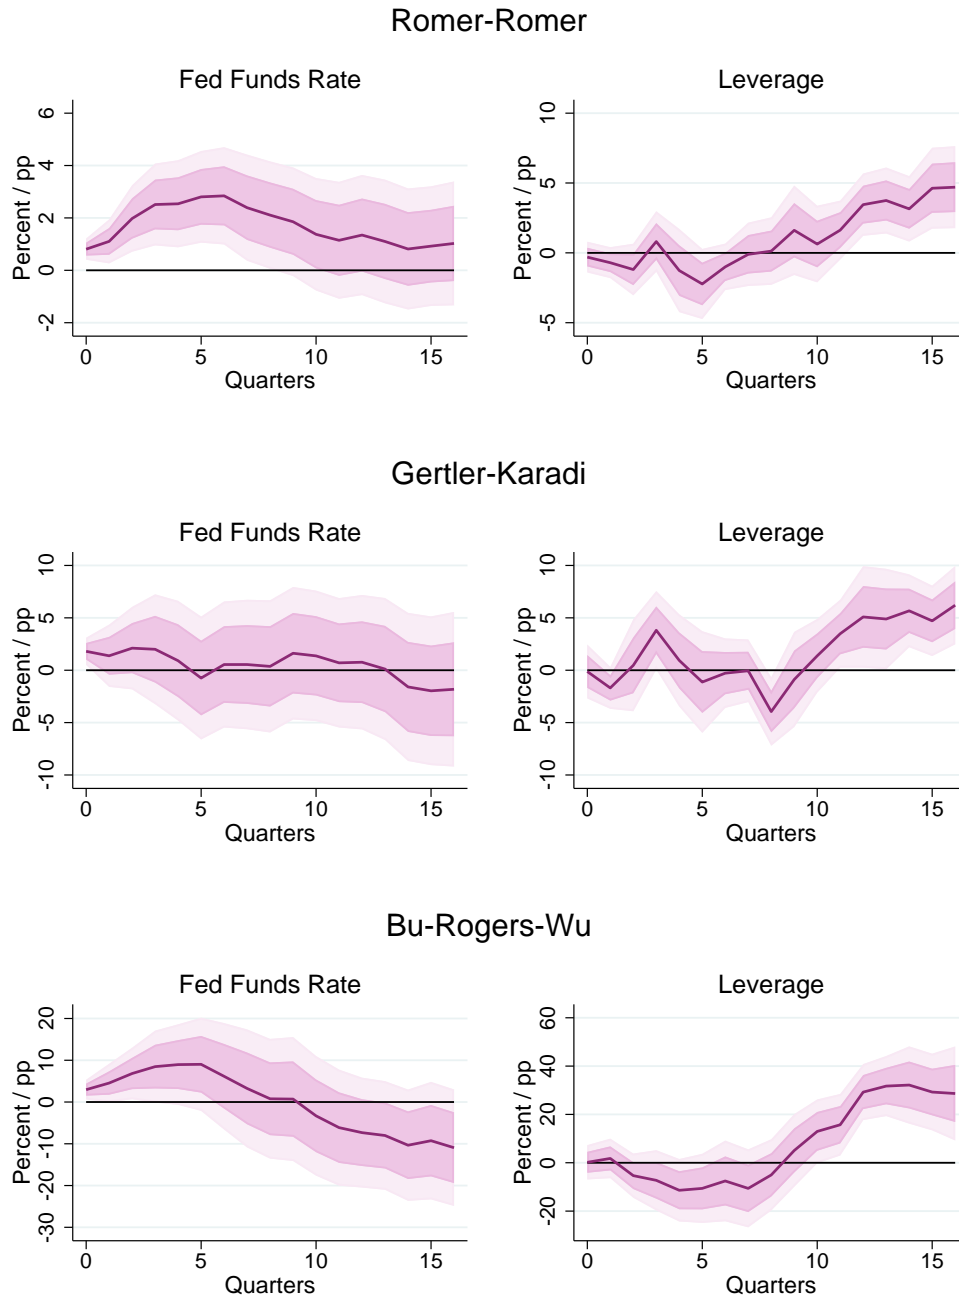 Romer-Romer
Fed Funds Rate
Leverage
Percent / pp
6
4
2
0
-2
0 5 10 15
Quarters
Percent / pp
10
5
0
-5
0 5 10 15
Quarters
Gertler-Karadi
Fed Funds Rate
Leverage
Percent / pp
10
5
0
-5
-10
0 5 10 15
Quarters
Percent / pp
10
5
0
-5
-10
0 5 10 15
Quarters
Bu-Rogers-Wu
Fed Funds Rate
Leverage
Percent / pp
20
10
0
-10
-20
-30
0 5 10 15
Quarters
Percent / pp
60
40
20
0
-20
0 5 10 15
Quarters